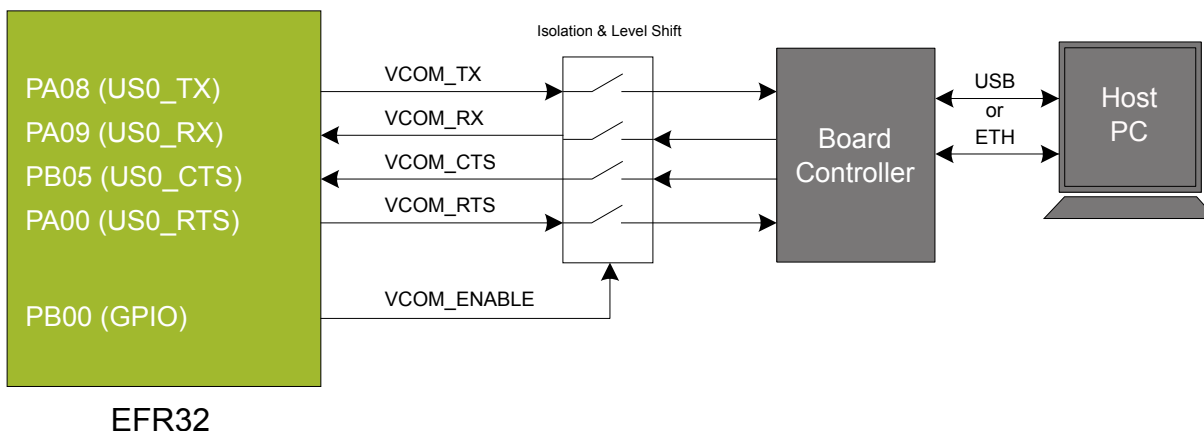 Isolation & Level Shift
PA08 (US0_TX)
VCOM_TX
PA09 (US0_RX)
VCOM_RX
PB05 (US0_CTS)
VCOM_CTS
PA00 (US0_RTS)
VCOM_RTS
PB00 (GPIO)
VCOM_ENABLE
Board
Controller
USB
or
ETH
Host
PC
EFR32